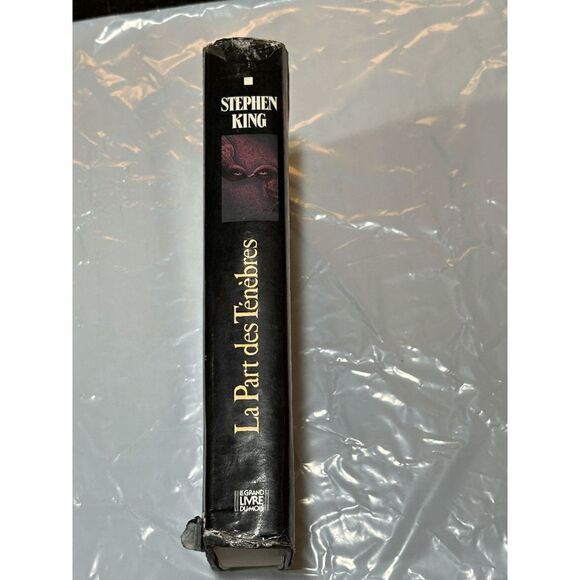 STEPHEN
KING
La Part des Ténèbres
LE GRAND
LIVRE
DU MOIS